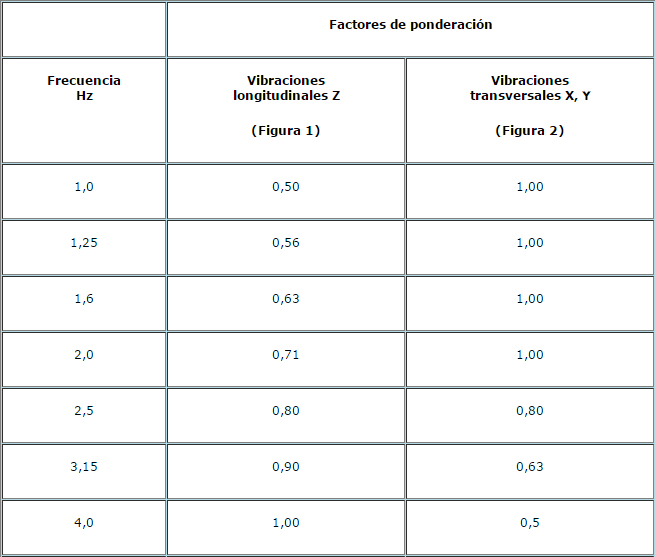 Factores de ponderación
Frecuencia
Hz
Vibraciones
longitudinales Z
(Figura 1)
Vibraciones
transversales X, Y
(Figura 2)
1,0 0,50 1,00
1,25 0,56 1,00
1,6 0,63 1,00
2,0 0,71 1,00
2,5 0,80 0,80
3,15 0,90 0,63
4,0 1,00 0,5